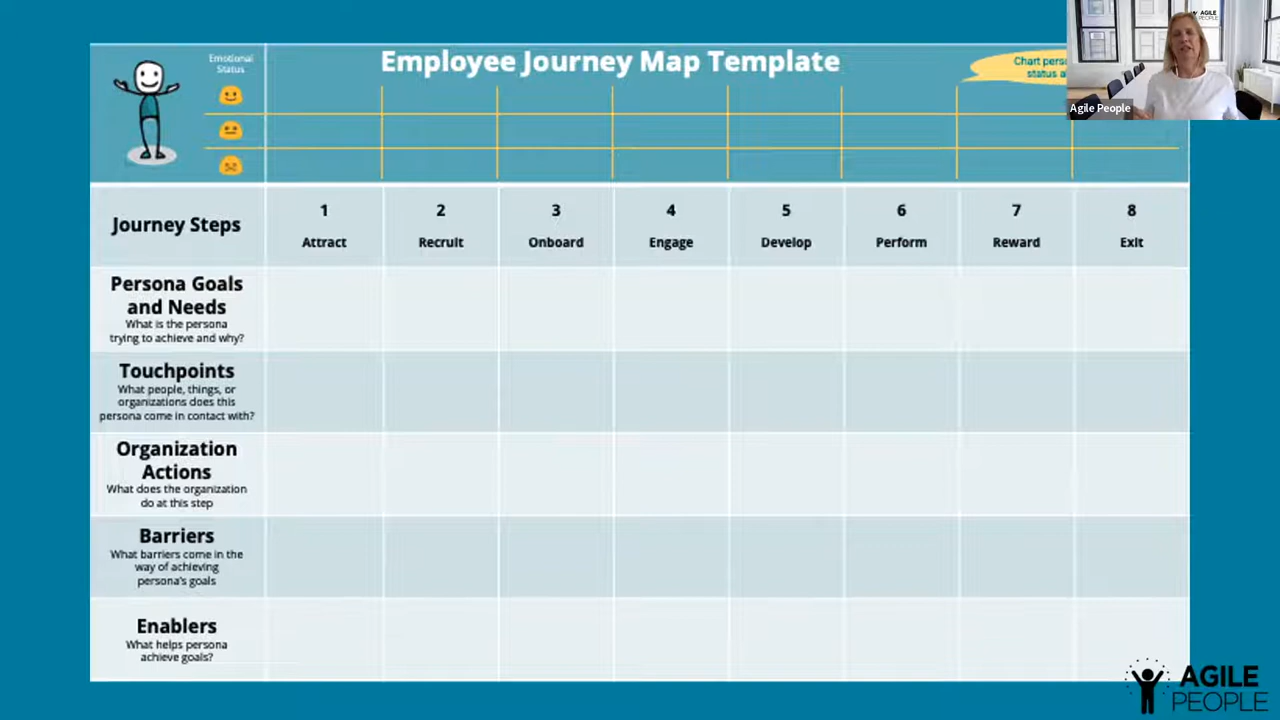 Emotional
Status
Employee Journey Map Template
Chart
status
AGILE
PEOPLE
Agile People
Journey Steps
1
2
3
4
5
6
7
8
Attract
Recruit
Onboard
Engage
Develop
Perform
Reward
Exit
Persona Goals
and Needs
What is the persona
trying to achieve and why?
Touchpoints
What people, things, or
organizations does this
persona come in contact with?
Organization
Actions
What does the organization
do at this step
Barriers
What barriers come in the
way of achieving
persona's goals
Enablers
What helps persona
achieve goals?
AGILE
PEOPLE